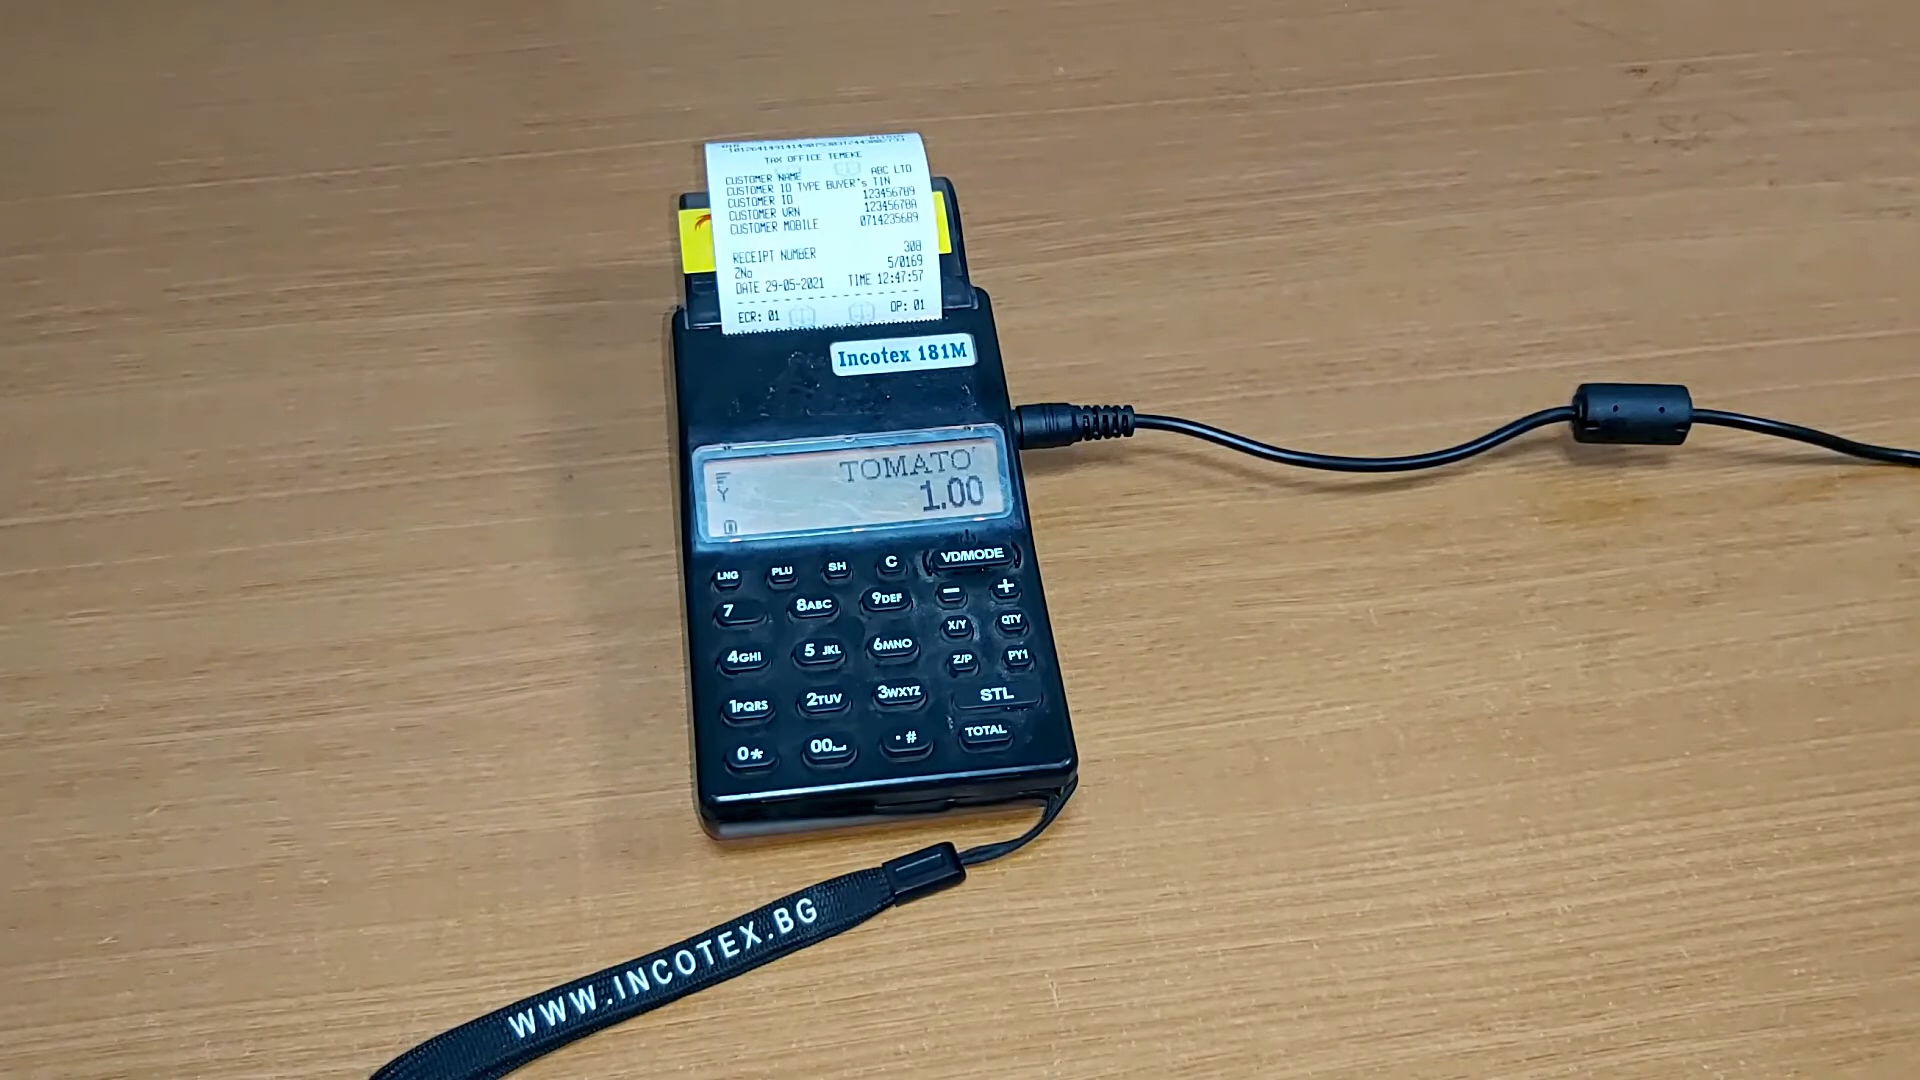 TAX OFFICE TEMEKE
CUSTOMER NAME ABC LTD
CUSTOMER ID TYPE BUYER's TIN
CUSTOMER ID 123456789
CUSTOMER VRN 12345678A
CUSTOMER MOBILE 0714235689
RECEIPT NUMBER 308
ZNo 5/0169
DATE 29-05-2021 TIME 12:47:57
ECR: 01 OP: 01
Incotex 181M
TOMATO
1.00
LNG PLU SH C VD/MODE
7 8ABC 9DEF - +
X/Y QTY
4GHI 5 JKL 6MNO
Z/P PY1
1PQRS 2TUV 3WXYZ STL
0* 00 .# TOTAL
WWW.INCOTEX.BG